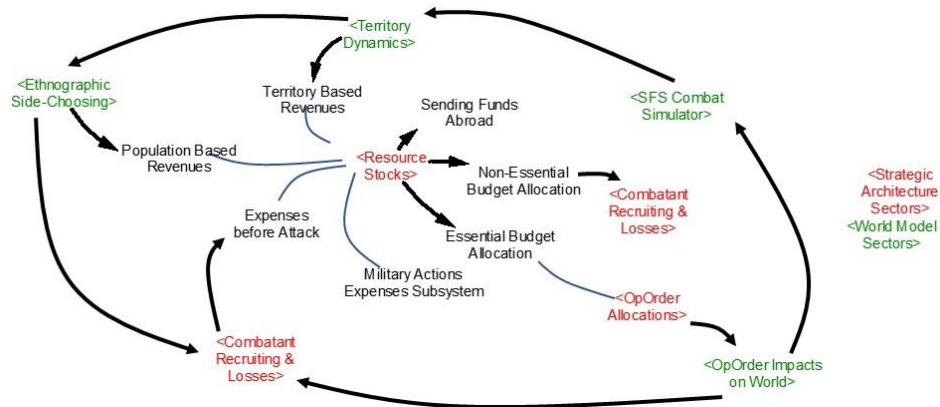 <Territory
Dynamics>
<Ethnographic
Side-Choosing>
Territory Based
Revenues
Sending Funds
Abroad
<SFS Combat
Simulator>
Population Based
Revenues
<Resource
Stocks>
Non-Essential
Budget Allocation
<Combatant
Recruiting &
Losses>
<Strategic
Architecture
Sectors>
<World Model
Sectors>
Expenses
before Attack
Essential Budget
Allocation
Military Actions
Expenses Subsystem
<OpOrder
Allocations>
<Combatant
Recruiting &
Losses>
<OpOrder Impacts
on World>